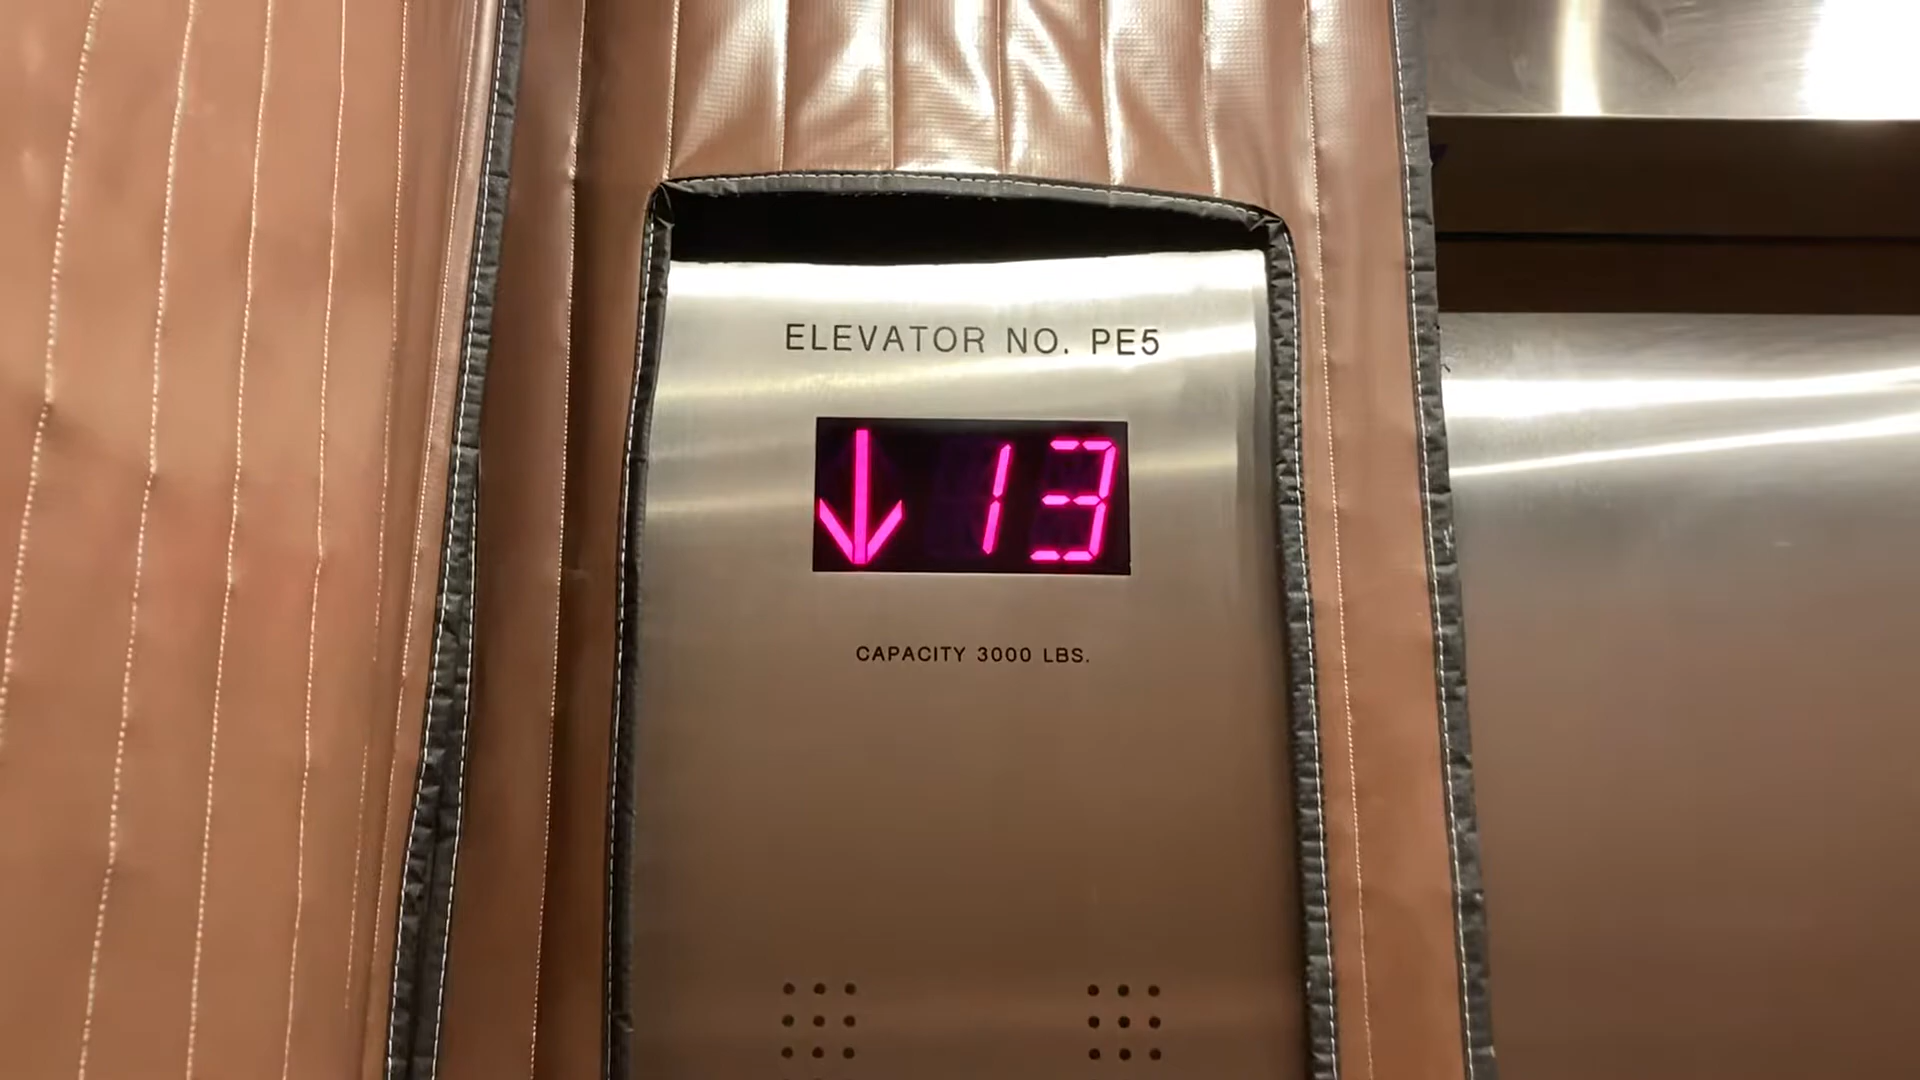 ELEVATOR NO. PE5
↓ 13
CAPACITY 3000 LBS.